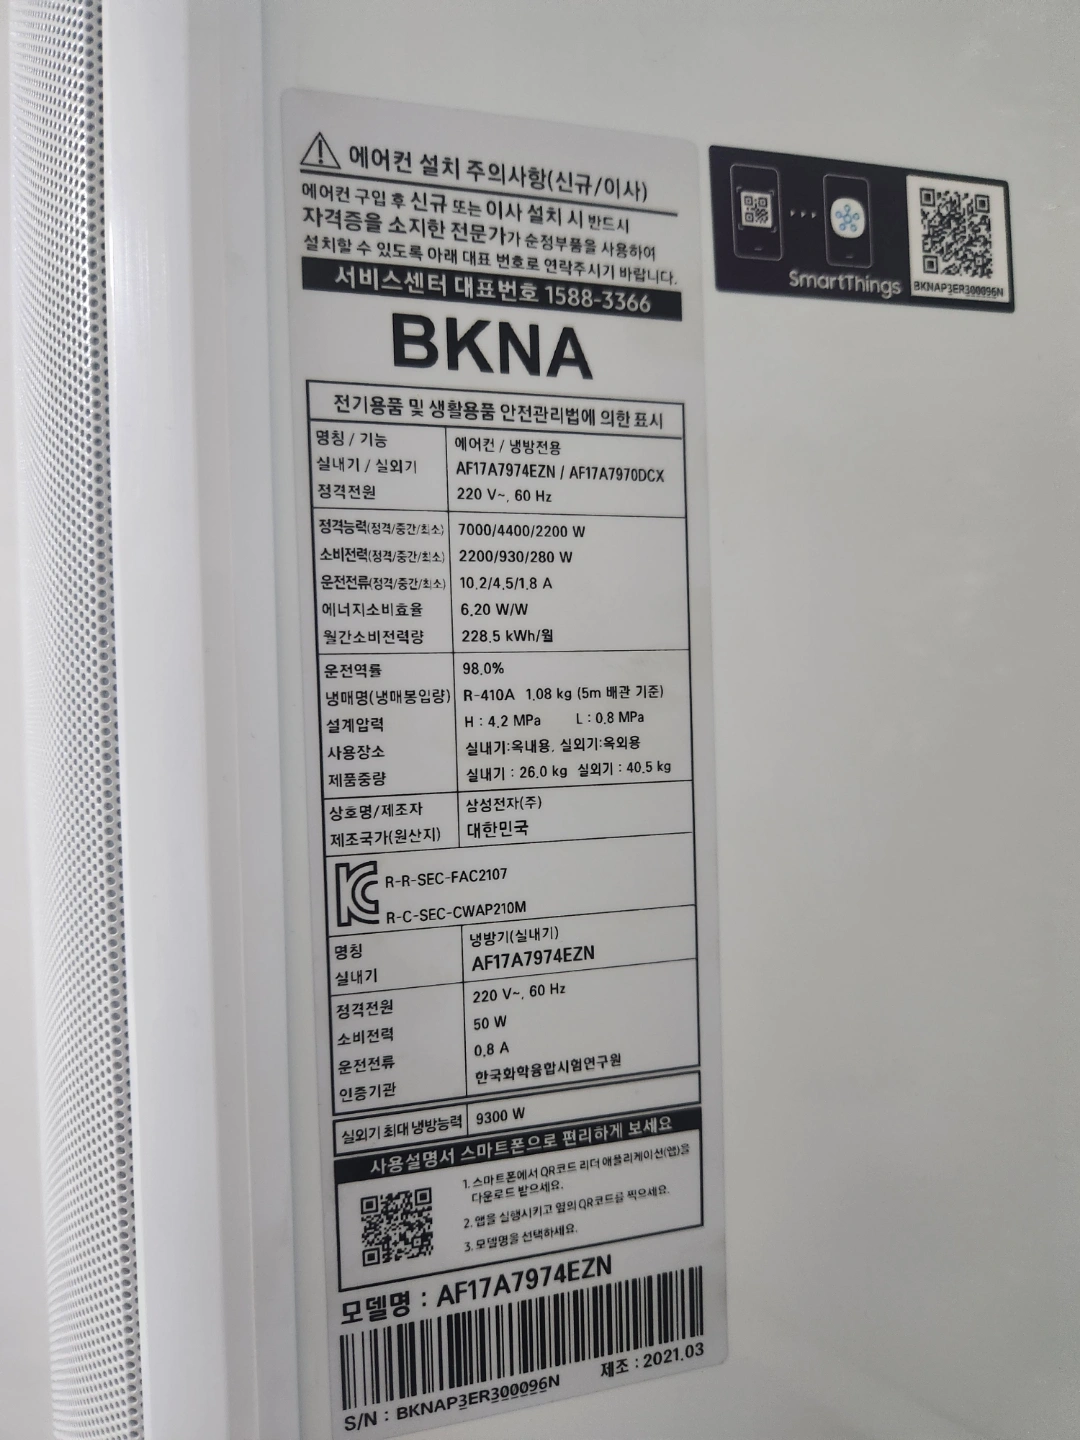 에어컨 설치 주의사항(신규/이사)
에어컨 구입 후 신규 또는 이사 설치 시 반드시
자격증을 소지한 전문가가 순정부품을 사용하여
설치할 수 있도록 아래 대표 번호로 연락주시기 바랍니다.
서비스센터 대표번호 1588-3366
BKNA
SmartThings
BKNAP3ER300096N
전기용품 및 생활용품 안전관리법에 의한 표시
명칭 / 기능 에어컨 / 냉방전용
실내기 / 실외기 AF17A7974EZN / AF17A7970DCX
정격전원 220 V~, 60 Hz
정격능력(정격/중간/최소) 7000/4400/2200 W
소비전력(정격/중간/최소) 2200/930/280 W
운전전류(정격/중간/최소) 10.2/4.5/1.8 A
에너지소비효율 6.20 W/W
월간소비전력량 228.5 kWh/월
운전역률 98.0%
냉매명(냉매봉입량) R-410A 1.08 kg (5m 배관 기준)
설계압력 H : 4.2 MPa L : 0.8 MPa
사용장소 실내기:옥내용, 실외기:옥외용
제품중량 실내기 : 26.0 kg 실외기 : 40.5 kg
상호명/제조자 삼성전자(주)
제조국가(원산지) 대한민국
R-R-SEC-FAC2107
R-C-SEC-CWAP210M
명칭 냉방기(실내기)
실내기 AF17A7974EZN
정격전원 220 V~, 60 Hz
소비전력 50 W
운전전류 0.8 A
인증기관 한국화학융합시험연구원
실외기 최대 냉방능력 9300 W
사용설명서 스마트폰으로 편리하게 보세요
1. 스마트폰에서 QR코드 리더 애플리케이션(앱)을
다운로드 받으세요.
2. 앱을 실행시키고 옆의 QR코드를 찍으세요.
3. 모델명을 선택하세요.
모델명 : AF17A7974EZN
제조 : 2021.03
S/N : BKNAP3ER300096N